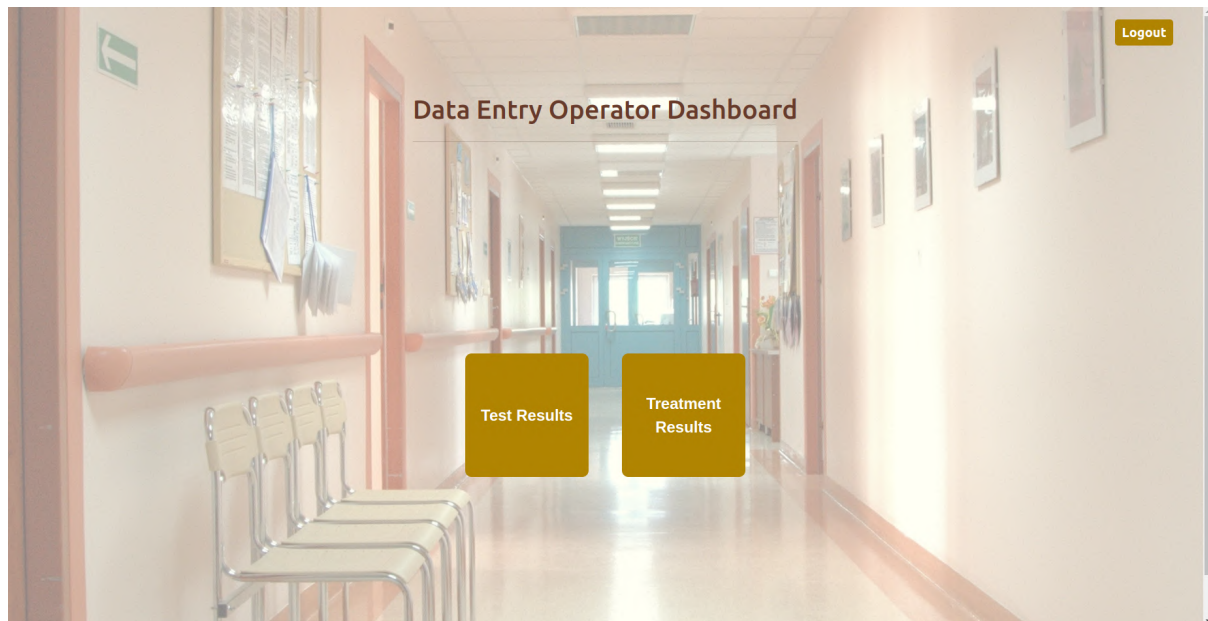 Logout
Data Entry Operator Dashboard
Test Results
Treatment
Results